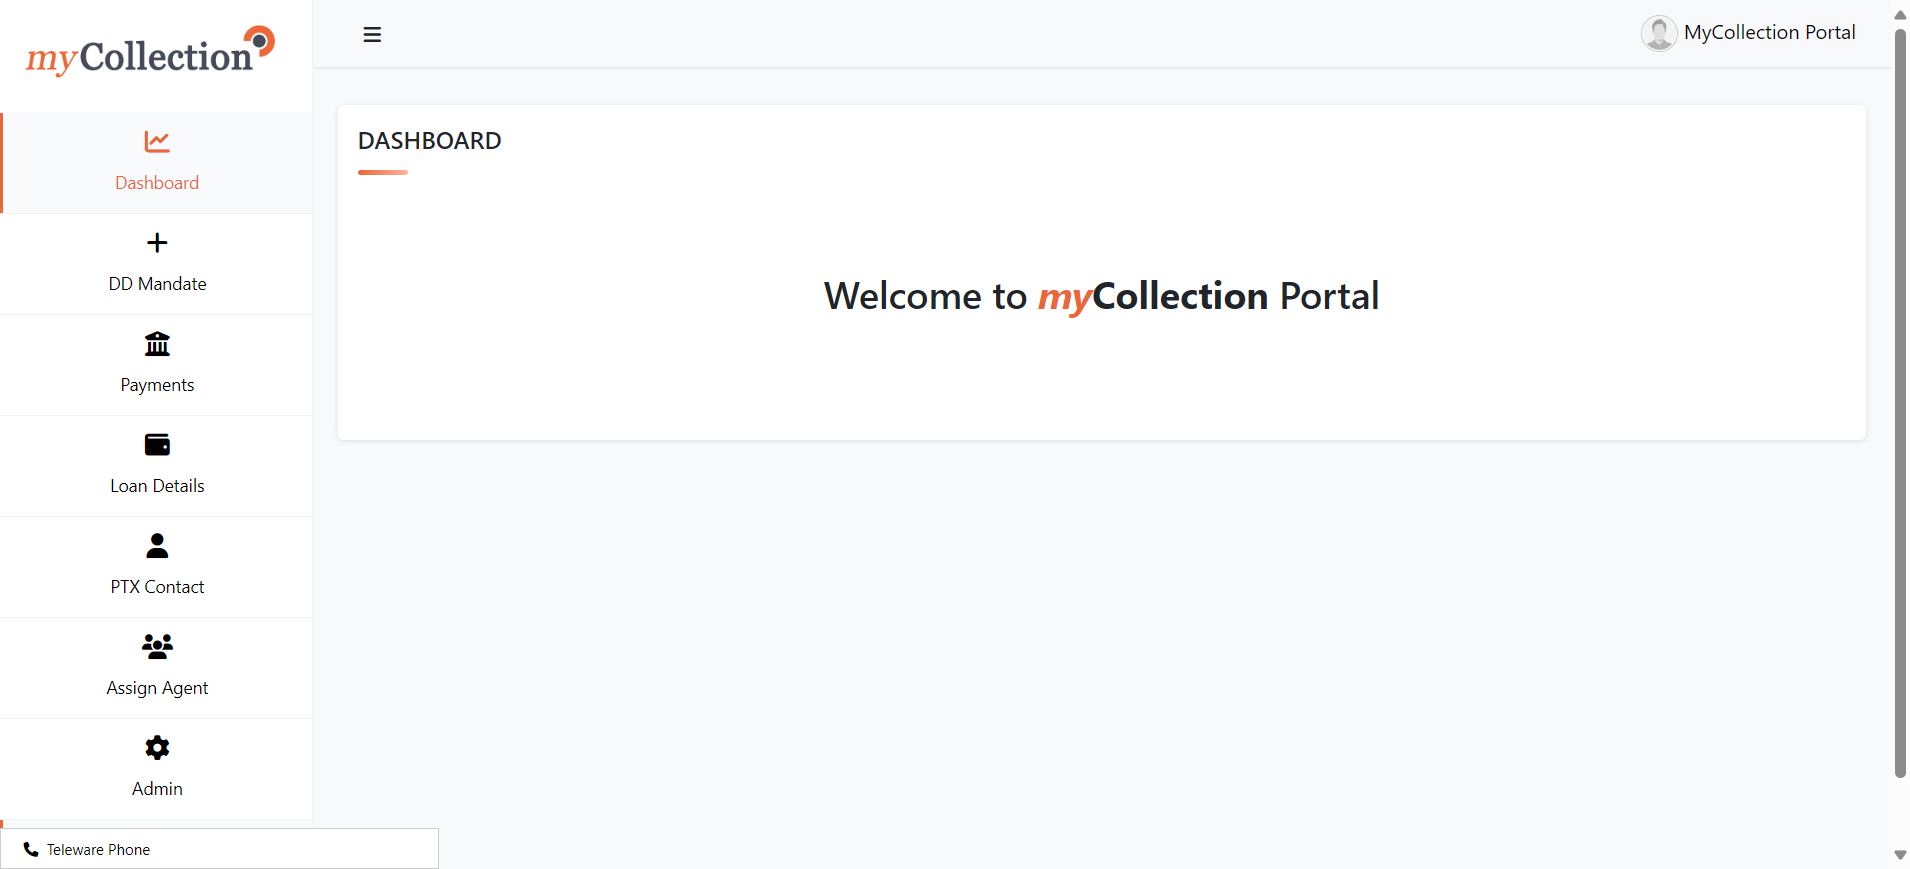 myCollection
MyCollection Portal
Dashboard
DD Mandate
Payments
Loan Details
PTX Contact
Assign Agent
Admin
Teleware Phone
DASHBOARD
Welcome to myCollection Portal